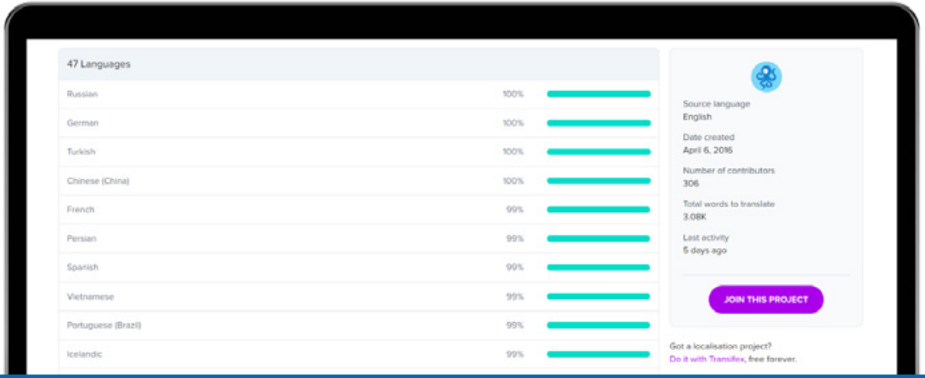 47 Languages
Russian 100%
German 100%
Turkish 100%
Chinese (China) 100%
French 99%
Persian 99%
Spanish 99%
Vietnamese 99%
Portuguese (Brazil) 99%
Icelandic 99%
Source language
English
Date created
April 6, 2016
Number of contributors
306
Total words to translate
3.08K
Last activity
5 days ago
JOIN THIS PROJECT
Got a localisation project?
Do it with Transifex, free forever.